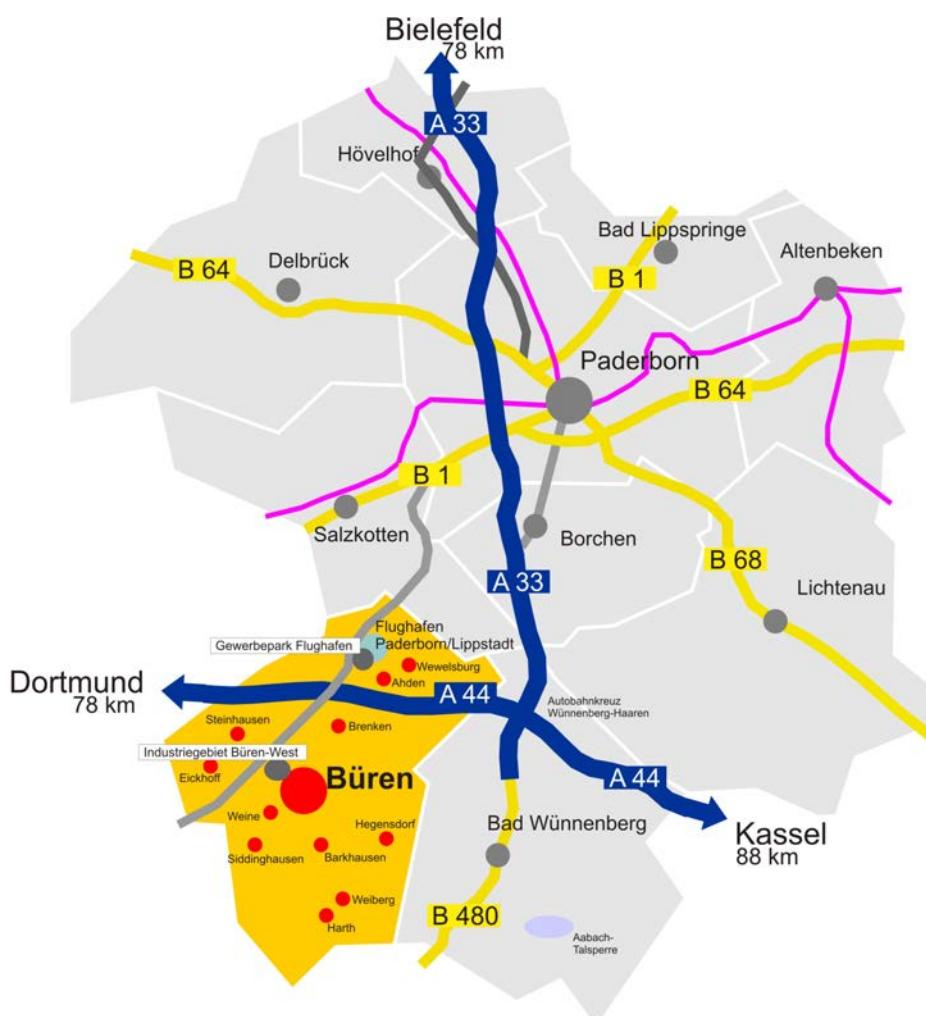 Bielefeld
78 km
A 33
Hövelhof
Bad Lippspringe
Altenbeken
Delbrück
B 64
B 1
Paderborn
B 64
B 1
Salzkotten
Borchen
B 68
A 33
Lichtenau
Flughafen
Paderborn/Lippstadt
Gewerbepark Flughafen
Wewelsburg
Ahden
Dortmund
78 km
A 44
Autobahnkreuz
Wünnenberg-Haaren
Steinhausen
Brenken
Industriegebiet Büren-West
Eickhoff
Büren
A 44
Weine
Hegensdorf
Bad Wünnenberg
Kassel
88 km
Siddinghausen
Barkhausen
Weiberg
Harth
B 480
Aabach-
Talsperre